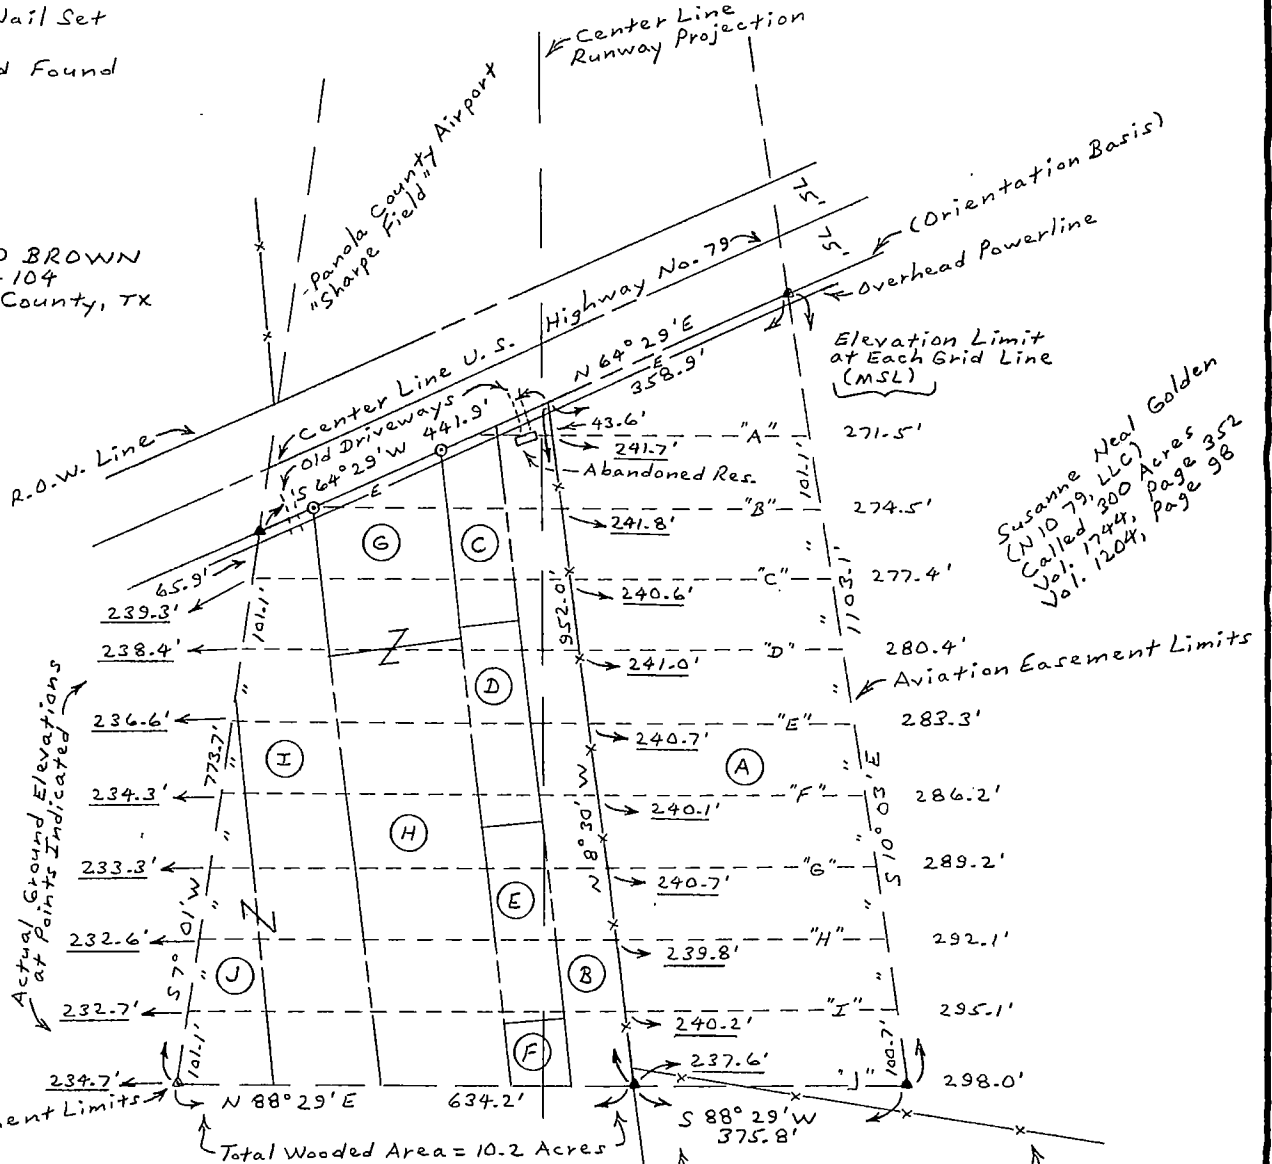 Nail Set
d Found
Center Line
Runway Projection
Panola County Airport
"Sharpe Field"
D BROWN
-104
County, TX
75'
75'
(Orientation Basis)
Overhead Powerline
Highway No. 79
Center Line U.S.
N 64° 29' E
E
358.9'
Elevation Limit
at Each Grid Line
(MSL)
R.O.W. Line
Old Driveways
S 64° 29' W 441.9'
E
43.6'
241.7'
Abandoned Res.
"A"
271.5'
101.1'
Susanne Neal Golden
(N 10 79, LLC)
Called 300 Acres
Vol. 1744, Page 352
Vol. 1204, Page 98
241.8'
"B"
274.5'
G
C
"
65.9'
239.3'
240.6'
"C"
277.4'
101.1'
952.0'
1103.1'
"
238.4'
Z
241.0'
"D"
280.4'
D
"
"
Aviation Easement Limits
Actual Ground Elevations
at Points Indicated
236.6'
240.7'
"E"
283.3'
773.7'
"
I
A
"
234.3'
240.1'
"F"
286.2'
"
H
N 8° 30' W
"
S 10° 03' E
233.3'
240.7'
"G"
289.2'
"
E
"
Z
232.6'
239.8'
"H"
292.1'
S 7° 01' W
"
J
B
"
232.7'
240.2'
"I"
295.1'
101.1'
F
100.7'
237.6'
234.7'
"J"
298.0'
ment Limits
N 88° 29' E
634.2'
S 88° 29' W
375.8'
Total Wooded Area = 10.2 Acres